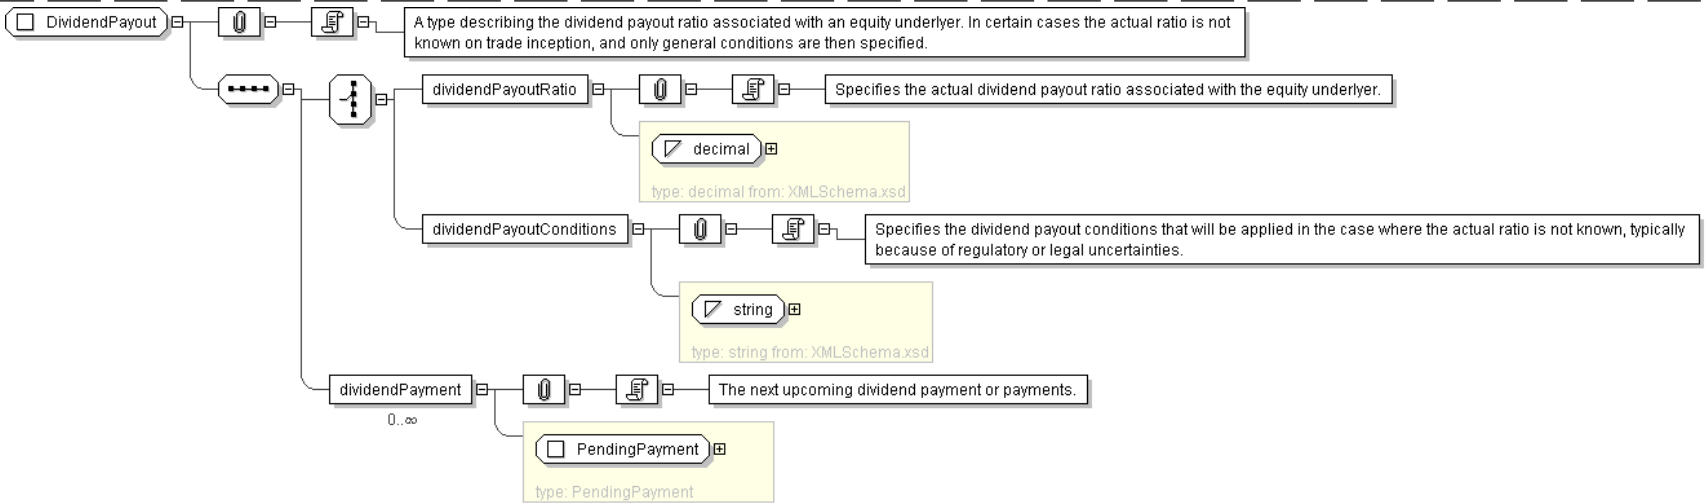 DividendPayout
A type describing the dividend payout ratio associated with an equity underlyer. In certain cases the actual ratio is not
known on trade inception, and only general conditions are then specified.
dividendPayoutRatio
Specifies the actual dividend payout ratio associated with the equity underlyer.
decimal
type: decimal from: XMLSchema.xsd
dividendPayoutConditions
Specifies the dividend payout conditions that will be applied in the case where the actual ratio is not known, typically
because of regulatory or legal uncertainties.
string
type: string from: XMLSchema.xsd
dividendPayment
The next upcoming dividend payment or payments.
0..∞
PendingPayment
type: PendingPayment